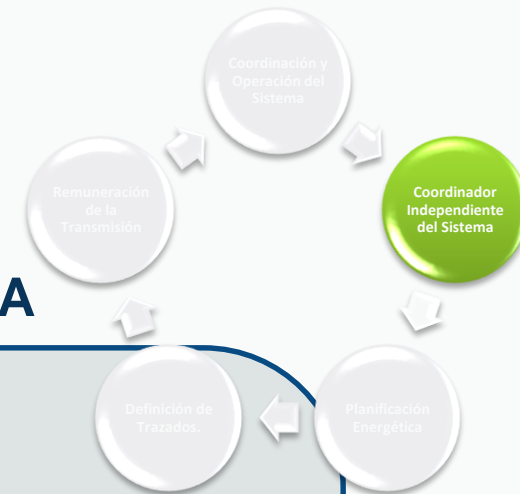 Coordinación y
Operación del
Sistema
Coordinador
Independiente
del Sistema
Remuneración
de la
Transmisión
A
Definición de
Trazados.
Planificación
Energética